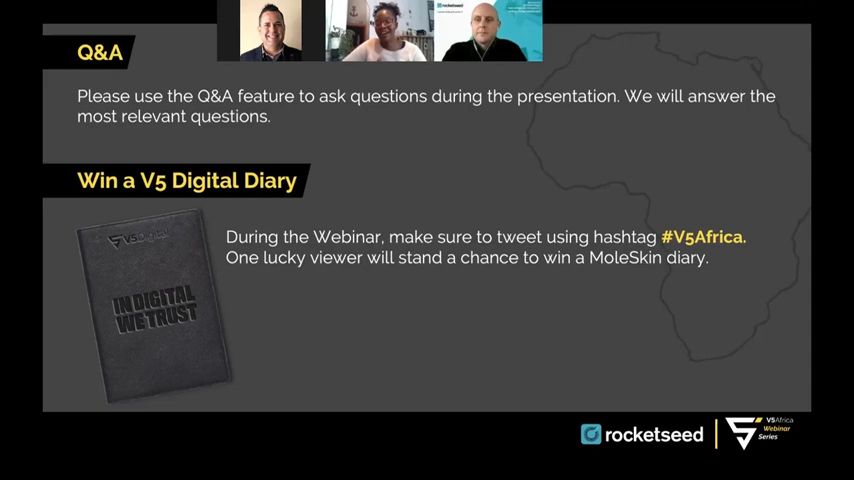 rocketseed
Q&A
Please use the Q&A feature to ask questions during the presentation. We will answer the
most relevant questions.
Win a V5 Digital Diary
V5Digital
IN DIGITAL
WE TRUST
During the Webinar, make sure to tweet using hashtag #V5Africa.
One lucky viewer will stand a chance to win a MoleSkin diary.
rocketseed
V5Africa
Webinar
Series